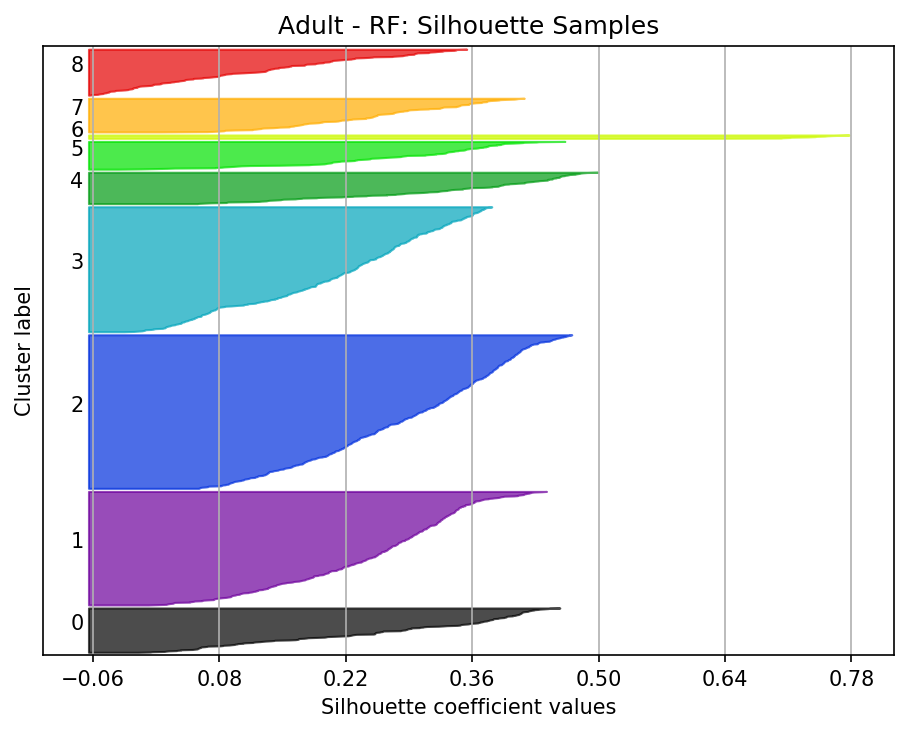 Adult - RF: Silhouette Samples
8
7
6
5
4
3
2
1
0
Cluster label
−0.06 0.08 0.22 0.36 0.50 0.64 0.78
Silhouette coefficient values